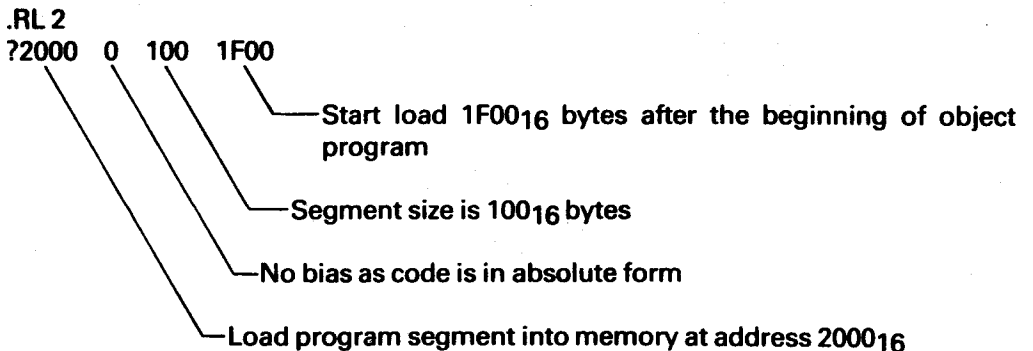 .RL 2
?2000 0 100 1F00
Start load 1F00₁₆ bytes after the beginning of object
program
Segment size is 100₁₆ bytes
No bias as code is in absolute form
Load program segment into memory at address 2000₁₆